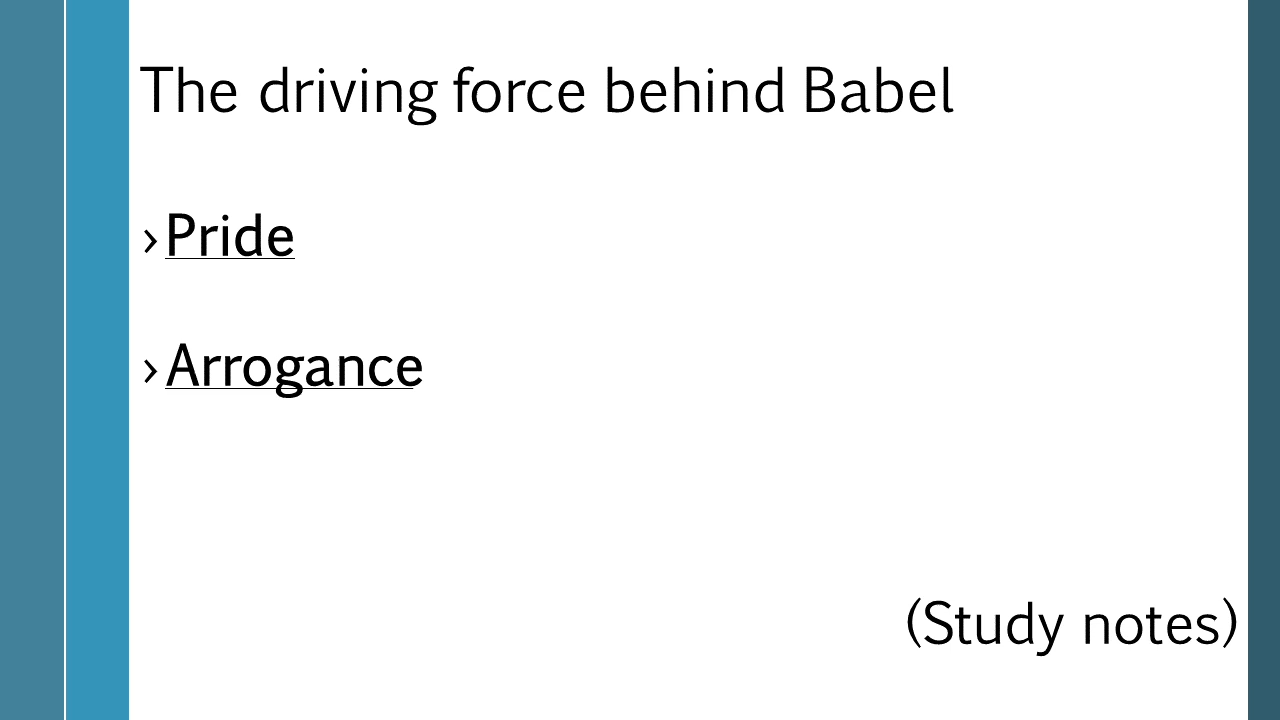 The driving force behind Babel
› Pride
› Arrogance
(Study notes)